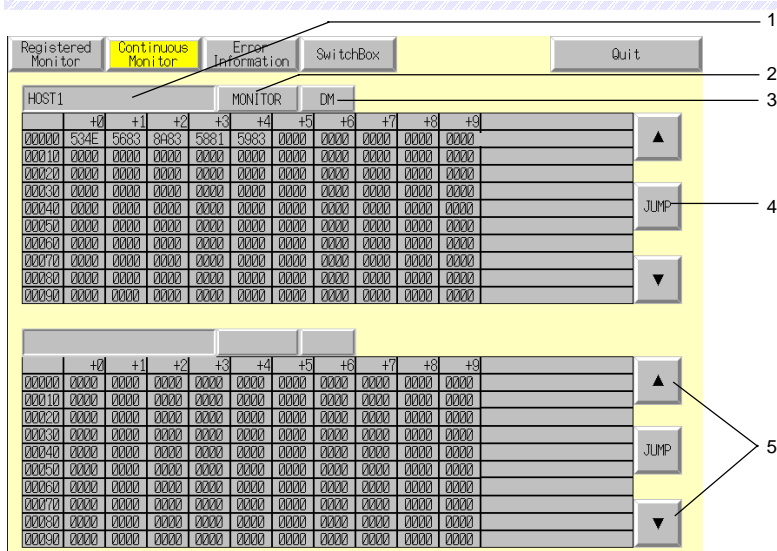 1
Registered Monitor
Continuous Monitor
Error Information
SwitchBox
Quit
2
HOST1 MONITOR DM
3
+0 +1 +2 +3 +4 +5 +6 +7 +8 +9
00000 534E 5683 8A83 5881 5983 0000 0000 0000 0000 0000
▲
00010 0000 0000 0000 0000 0000 0000 0000 0000 0000 0000
00020 0000 0000 0000 0000 0000 0000 0000 0000 0000 0000
00030 0000 0000 0000 0000 0000 0000 0000 0000 0000 0000
00040 0000 0000 0000 0000 0000 0000 0000 0000 0000 0000
JUMP
4
00050 0000 0000 0000 0000 0000 0000 0000 0000 0000 0000
00060 0000 0000 0000 0000 0000 0000 0000 0000 0000 0000
00070 0000 0000 0000 0000 0000 0000 0000 0000 0000 0000
00080 0000 0000 0000 0000 0000 0000 0000 0000 0000 0000
▼
00090 0000 0000 0000 0000 0000 0000 0000 0000 0000 0000
+0 +1 +2 +3 +4 +5 +6 +7 +8 +9
00000 0000 0000 0000 0000 0000 0000 0000 0000 0000 0000
▲
00010 0000 0000 0000 0000 0000 0000 0000 0000 0000 0000
00020 0000 0000 0000 0000 0000 0000 0000 0000 0000 0000
00030 0000 0000 0000 0000 0000 0000 0000 0000 0000 0000
00040 0000 0000 0000 0000 0000 0000 0000 0000 0000 0000
JUMP
5
00050 0000 0000 0000 0000 0000 0000 0000 0000 0000 0000
00060 0000 0000 0000 0000 0000 0000 0000 0000 0000 0000
00070 0000 0000 0000 0000 0000 0000 0000 0000 0000 0000
00080 0000 0000 0000 0000 0000 0000 0000 0000 0000 0000
▼
00090 0000 0000 0000 0000 0000 0000 0000 0000 0000 0000